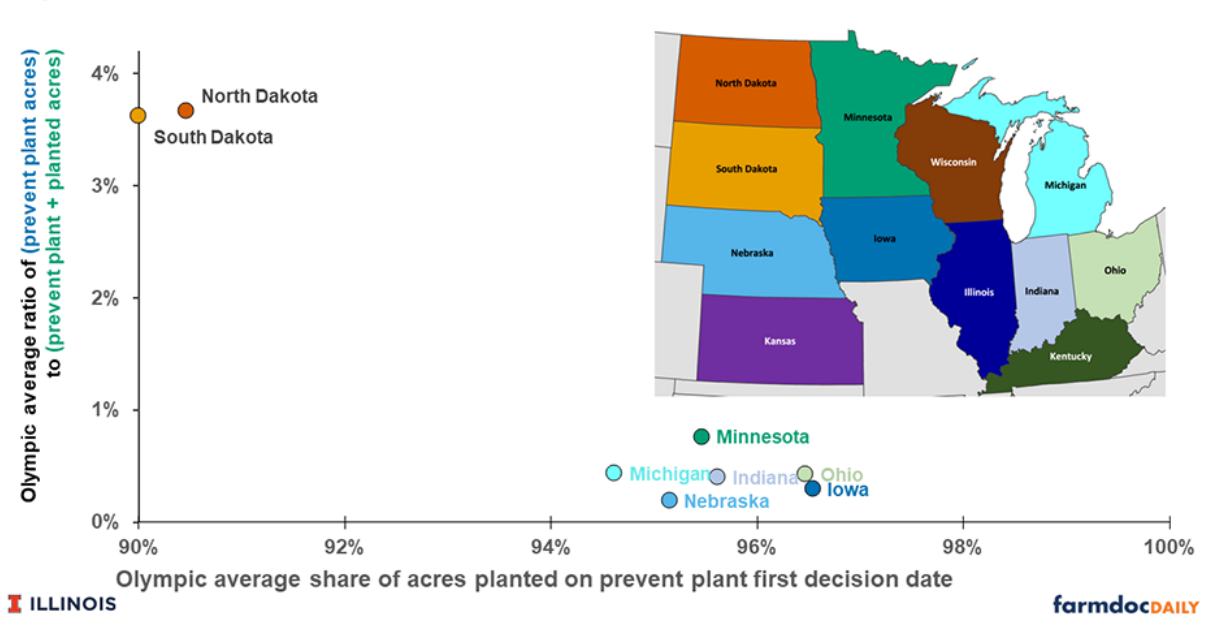 Olympic average ratio of (prevent plant acres)
to (prevent plant + planted acres)
4%
3%
2%
1%
0%
North Dakota
South Dakota
Minnesota
Michigan
Indiana
Ohio
Iowa
Nebraska
North Dakota
Minnesota
South Dakota
Wisconsin
Michigan
Nebraska
Iowa
Illinois
Indiana
Ohio
Kansas
Kentucky
90%
92%
94%
96%
98%
100%
Olympic average share of acres planted on prevent plant first decision date
I ILLINOIS
farmdocDAILY